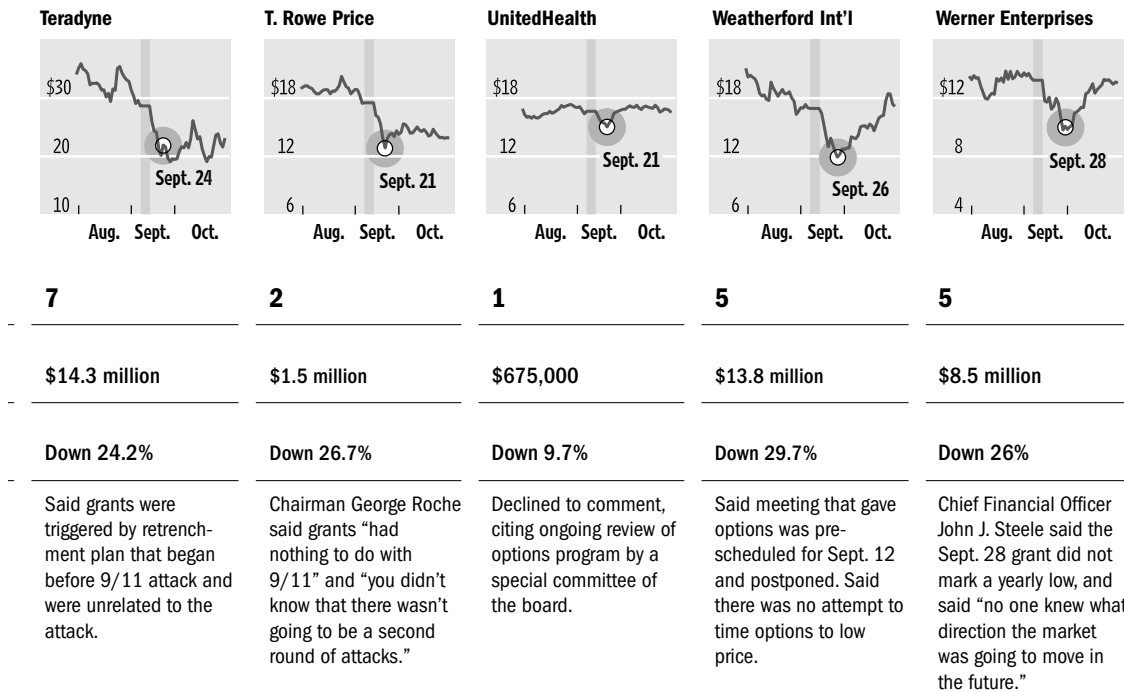 Teradyne
$30
20
10
Sept. 24
Aug. Sept. Oct.
7
$14.3 million
Down 24.2%
Said grants were
triggered by retrench-
ment plan that began
before 9/11 attack and
were unrelated to the
attack.
T. Rowe Price
$18
12
6
Sept. 21
Aug. Sept. Oct.
2
$1.5 million
Down 26.7%
Chairman George Roche
said grants “had
nothing to do with
9/11” and “you didn’t
know that there wasn’t
going to be a second
round of attacks.”
UnitedHealth
$18
12
6
Sept. 21
Aug. Sept. Oct.
1
$675,000
Down 9.7%
Declined to comment,
citing ongoing review of
options program by a
special committee of
the board.
Weatherford Int’l
$18
12
6
Sept. 26
Aug. Sept. Oct.
5
$13.8 million
Down 29.7%
Said meeting that gave
options was pre-
scheduled for Sept. 12
and postponed. Said
there was no attempt to
time options to low
price.
Werner Enterprises
$12
8
4
Sept. 28
Aug. Sept. Oct.
5
$8.5 million
Down 26%
Chief Financial Officer
John J. Steele said the
Sept. 28 grant did not
mark a yearly low, and
said “no one knew what
direction the market
was going to move in
the future.”